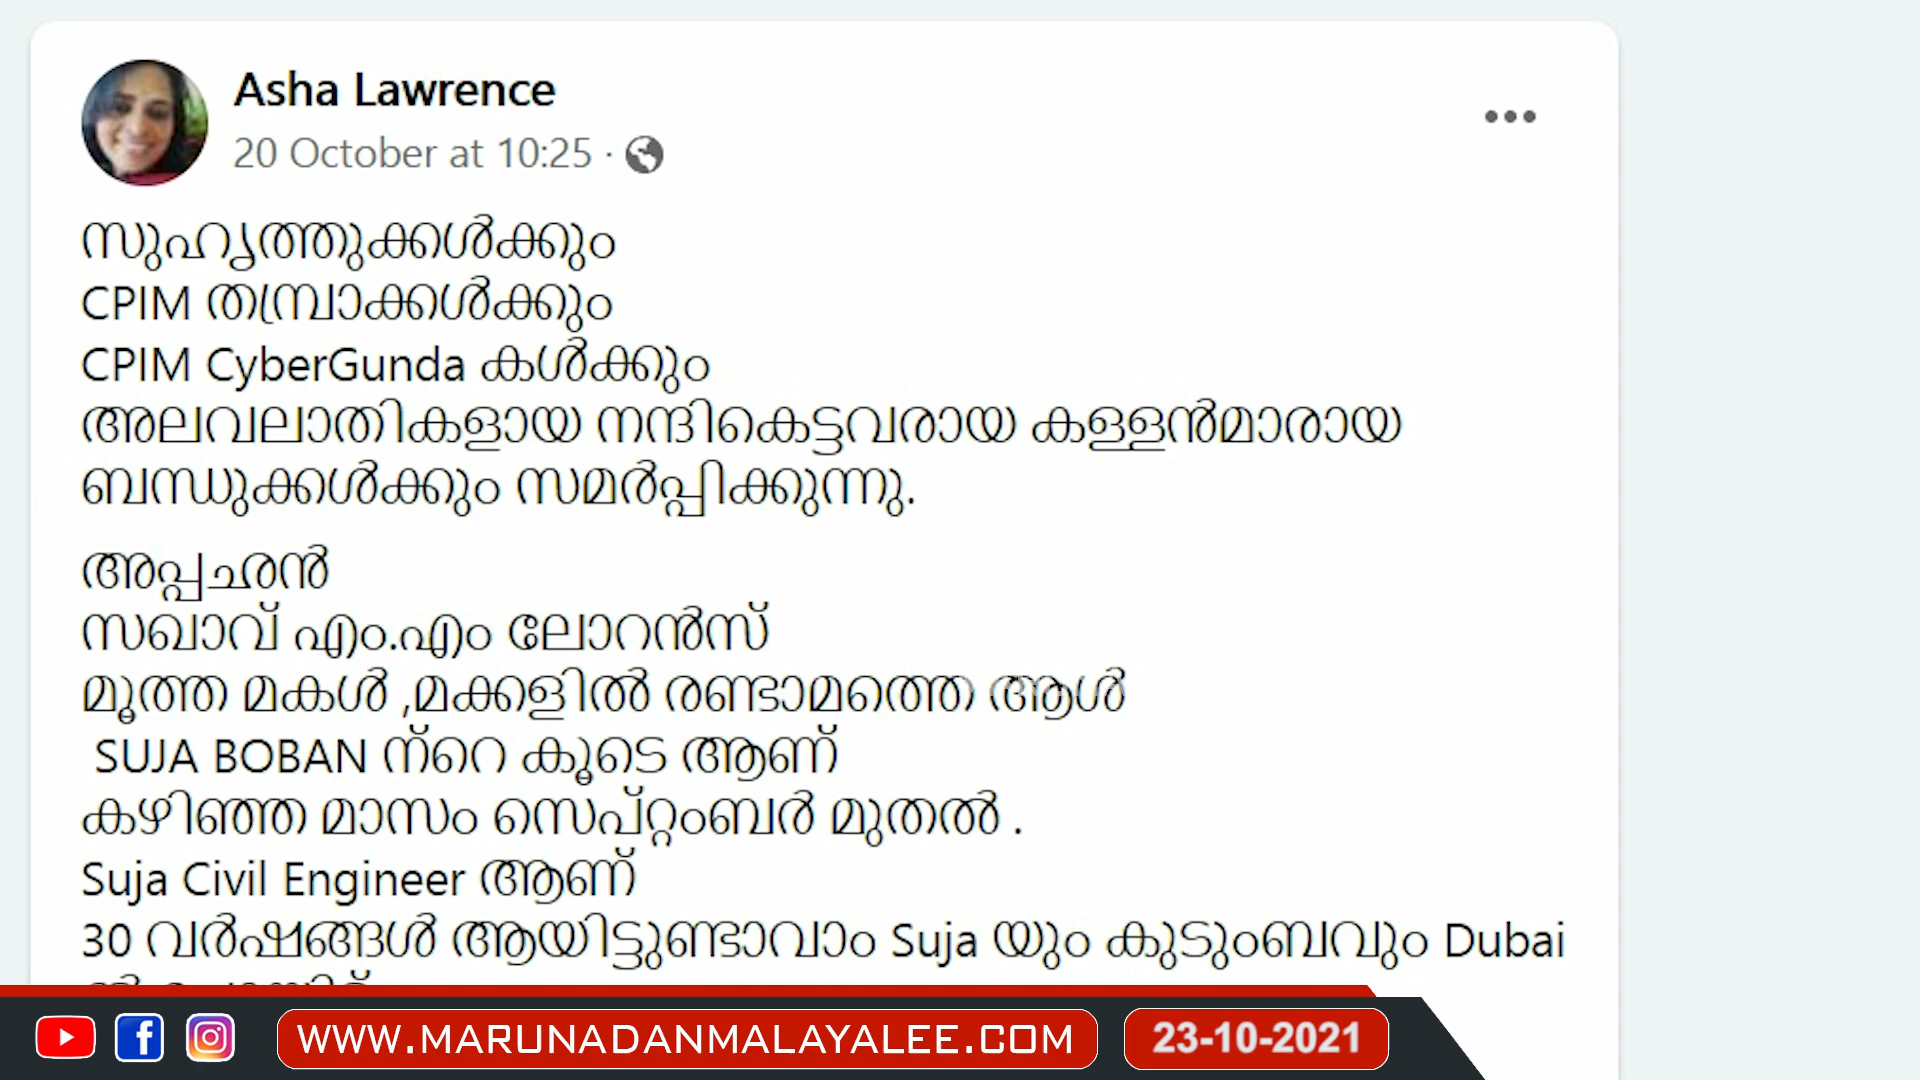 Asha Lawrence
20 October at 10:25 ·
സുഹൃത്തുക്കൾക്കും
CPIM തമ്പ്രാക്കൾക്കും
CPIM CyberGunda കൾക്കും
അലവലാതികളായ നന്ദികെട്ടവരായ കള്ളൻമാരായ
ബന്ധുക്കൾക്കും സമർപ്പിക്കുന്നു.
അപ്പഛൻ
സഖാവ് എം.എം ലോറൻസ്
മൂത്ത മകൾ ,മക്കളിൽ രണ്ടാമത്തെ ആൾ
SUJA BOBAN ന്റെ കൂടെ ആണ്
കഴിഞ്ഞ മാസം സെപ്റ്റംബർ മുതൽ .
Suja Civil Engineer ആണ്
30 വർഷങ്ങൾ ആയിട്ടുണ്ടാവാം Suja യും കുടുംബവും Dubai
WWW.MARUNADANMALAYALEE.COM
23-10-2021